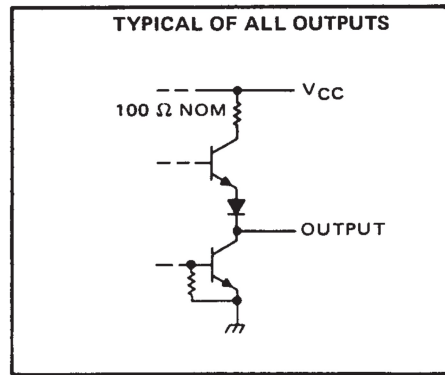 TYPICAL OF ALL OUTPUTS
VCC
100 Ω NOM
OUTPUT